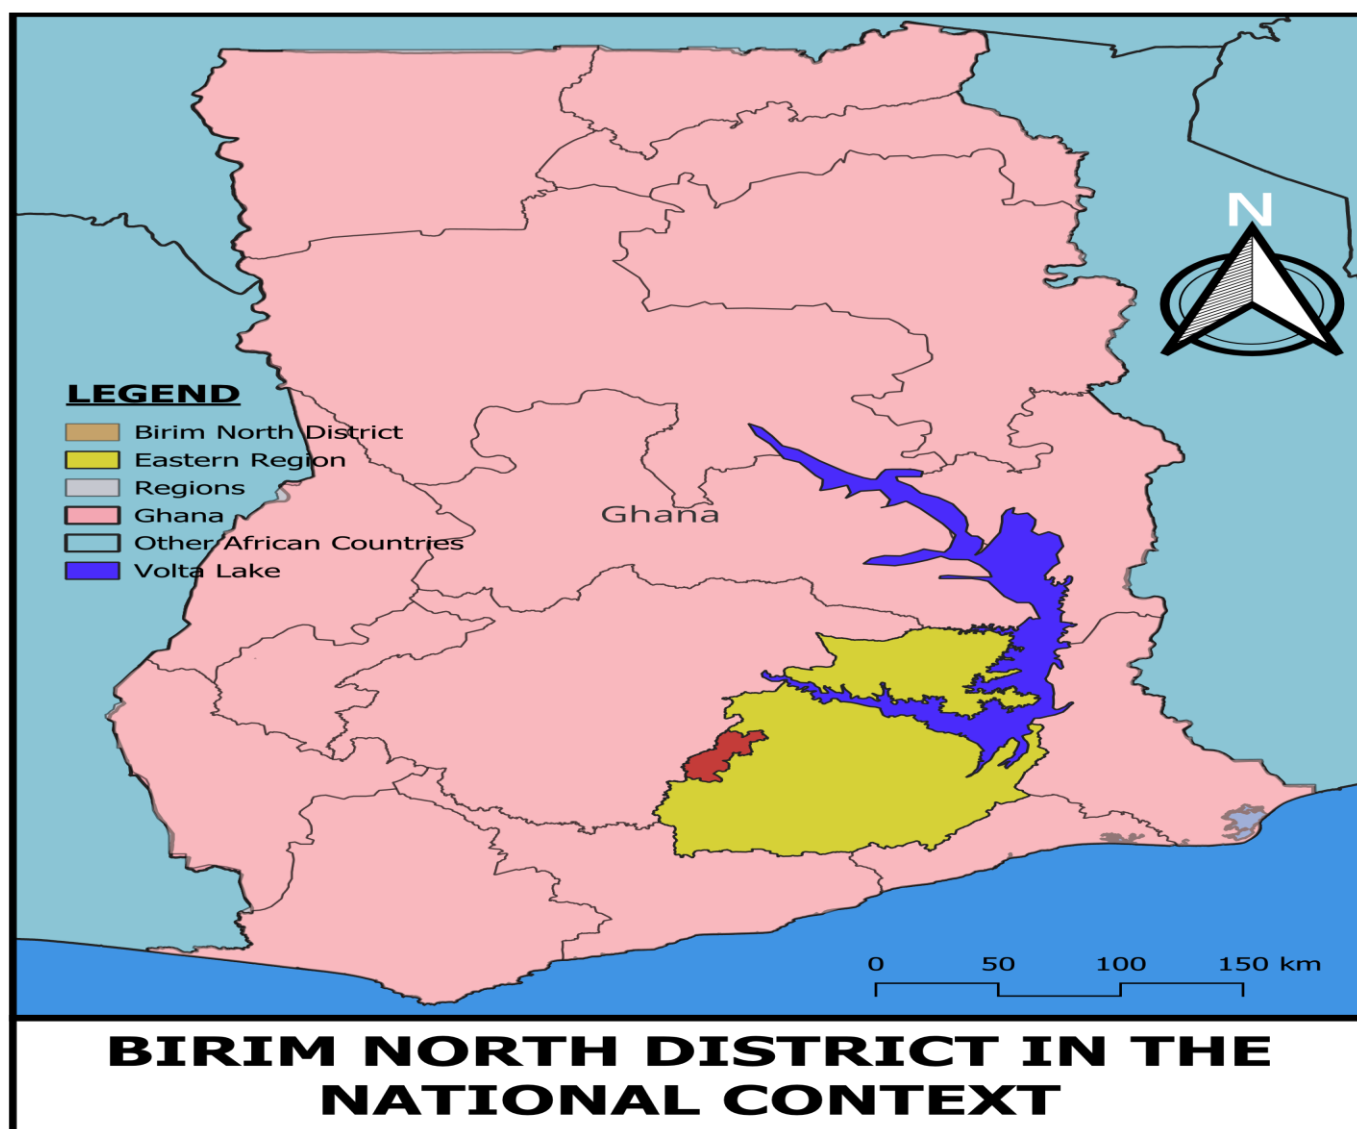 N
LEGEND
Birim North District
Eastern Region
Regions
Ghana
Other African Countries
Volta Lake
Ghana
0 50 100 150 km
BIRIM NORTH DISTRICT IN THE
NATIONAL CONTEXT